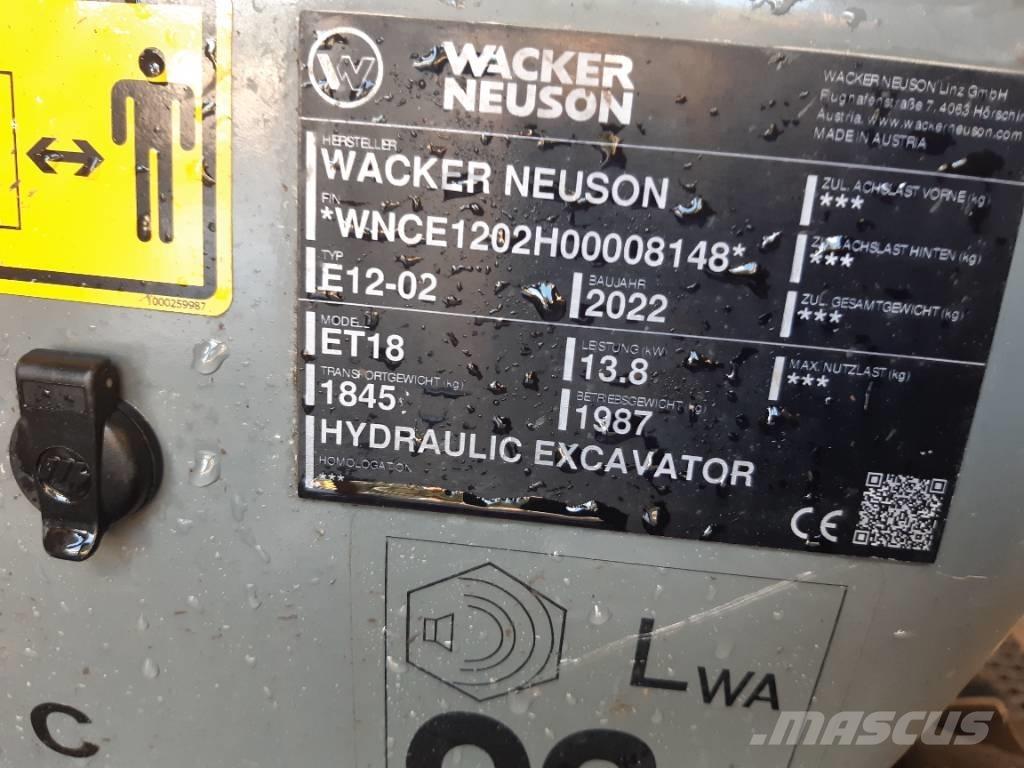 WACKER
NEUSON
WACKER NEUSON Linz GmbH
Flughafenstraße 7, 4063 Hörschin
Austria, www.wackerneuson.com
MADE IN AUSTRIA
HERSTELLER
WACKER NEUSON
FIN
*WNCE1202H00008148*
TYP
E12-02
BAUJAHR
2022
MODELL
ET18
LEISTUNG (kW)
13.8
TRANSPORTGEWICHT (kg)
1845
BETRIEBSGEWICHT (kg)
1987
HYDRAULIC EXCAVATOR
HOMOLOGATION
***
ZUL. ACHSLAST VORNE (kg)
***
ZUL. ACHSLAST HINTEN (kg)
***
ZUL. GESAMTGEWICHT (kg)
***
MAX. NUTZLAST (kg)
***
CE
1000259987
LWA
C
MASCUS